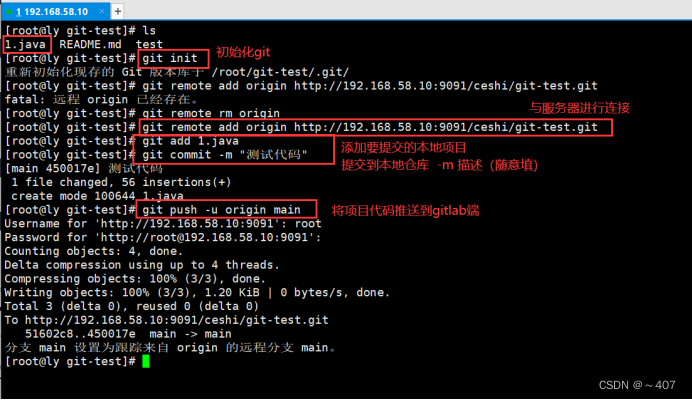 1 192.168.58.10 × +
[root@ly git-test]# ls
1.java README.md test
[root@ly git-test]# git init 初始化git
重新初始化现存的 Git 版本库于 /root/git-test/.git/
[root@ly git-test]# git remote add origin http://192.168.58.10:9091/ceshi/git-test.git
fatal: 远程 origin 已经存在。
[root@ly git-test]# git remote rm origin 与服务器进行连接
[root@ly git-test]# git remote add origin http://192.168.58.10:9091/ceshi/git-test.git
[root@ly git-test]# git add 1.java 添加要提交的本地项目
[root@ly git-test]# git commit -m "测试代码" 提交到本地仓库 -m 描述（随意填）
[main 450017e] 测试代码
1 file changed, 56 insertions(+)
create mode 100644 1.java
[root@ly git-test]# git push -u origin main 将项目代码推送到gitlab端
Username for 'http://192.168.58.10:9091': root
Password for 'http://root@192.168.58.10:9091':
Counting objects: 4, done.
Delta compression using up to 4 threads.
Compressing objects: 100% (3/3), done.
Writing objects: 100% (3/3), 1.20 KiB | 0 bytes/s, done.
Total 3 (delta 0), reused 0 (delta 0)
To http://192.168.58.10:9091/ceshi/git-test.git
51602c8..450017e main -> main
分支 main 设置为跟踪来自 origin 的远程分支 main。
[root@ly git-test]#
CSDN @～407